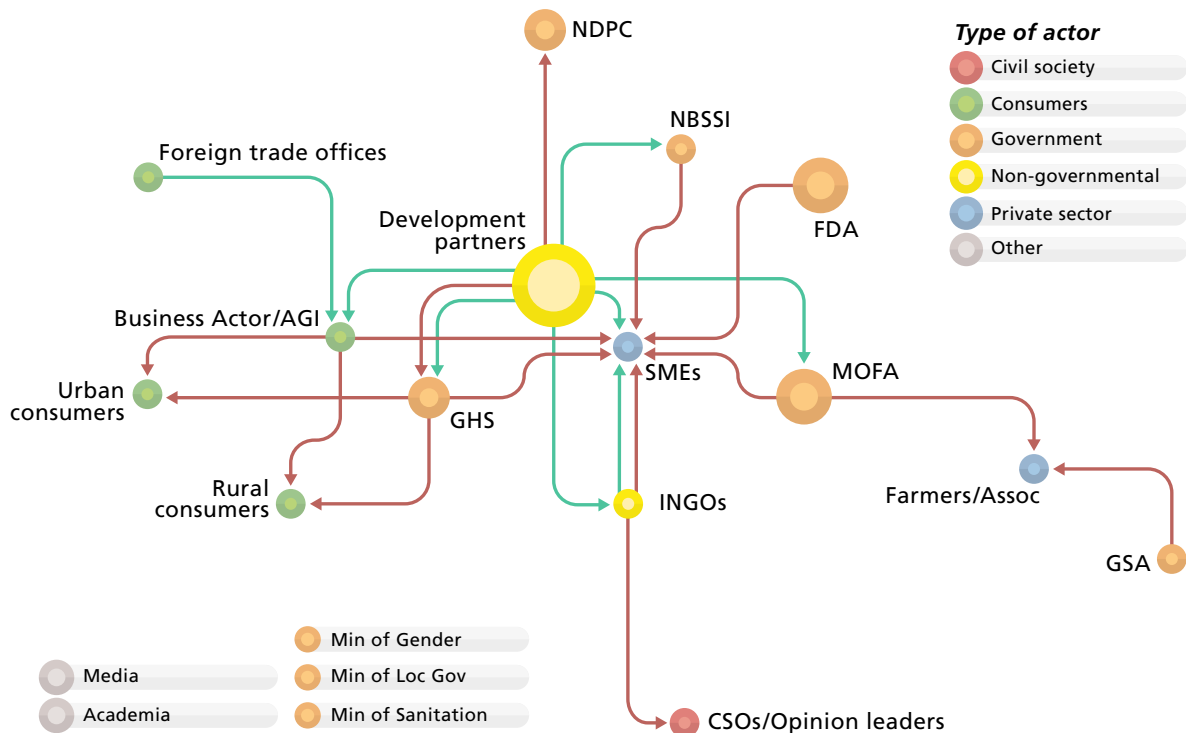 NDPC
Type of actor
Civil society
Consumers
Government
Non-governmental
Private sector
Other
NBSSI
Foreign trade offices
FDA
Development
partners
Business Actor/AGI
SMEs
MOFA
Urban
consumers
GHS
Rural
consumers
INGOs
Farmers/Assoc
GSA
Min of Gender
Media
Min of Loc Gov
Academia
Min of Sanitation
CSOs/Opinion leaders